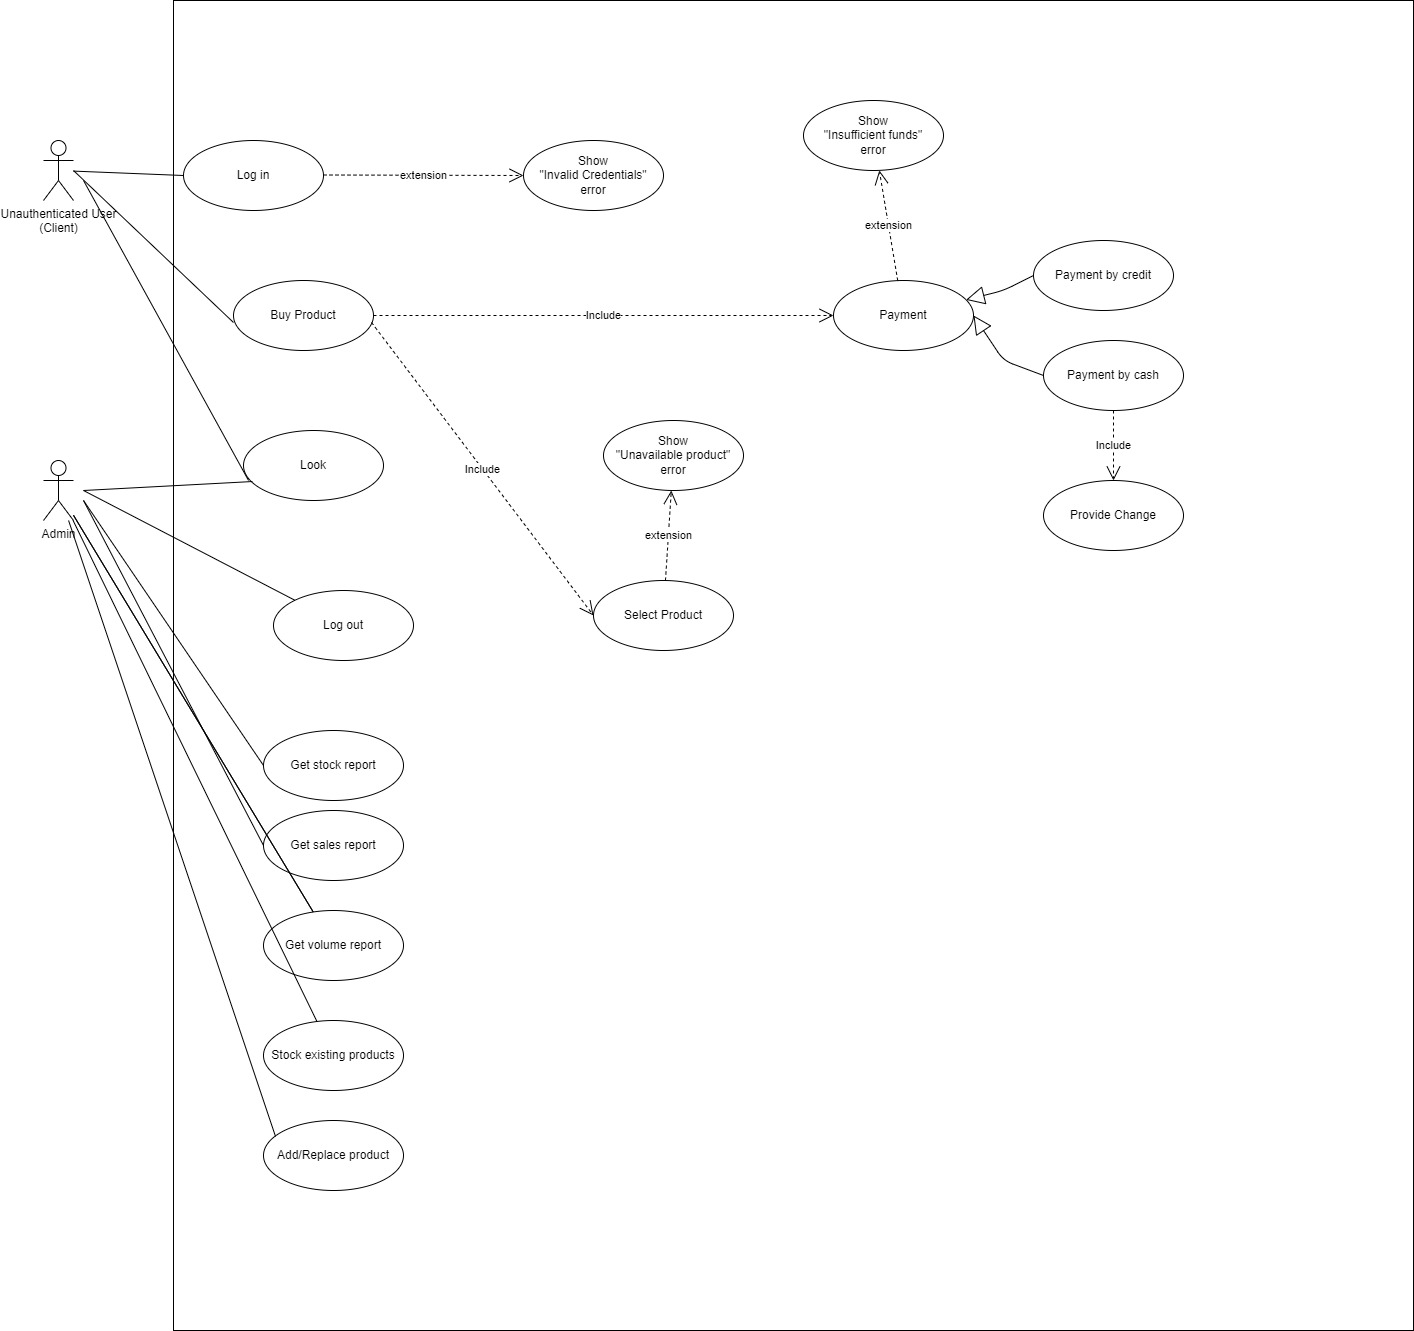 Show
"Insufficient funds"
error
Log in
extension
Show
"Invalid Credentials"
error
Unauthenticated User
(Client)
extension
Payment by credit
Buy Product
Include
Payment
Payment by cash
Show
"Unavailable product"
error
Include
Look
Include
Provide Change
Admin
extension
Select Product
Log out
Get stock report
Get sales report
Get volume report
Stock existing products
Add/Replace product